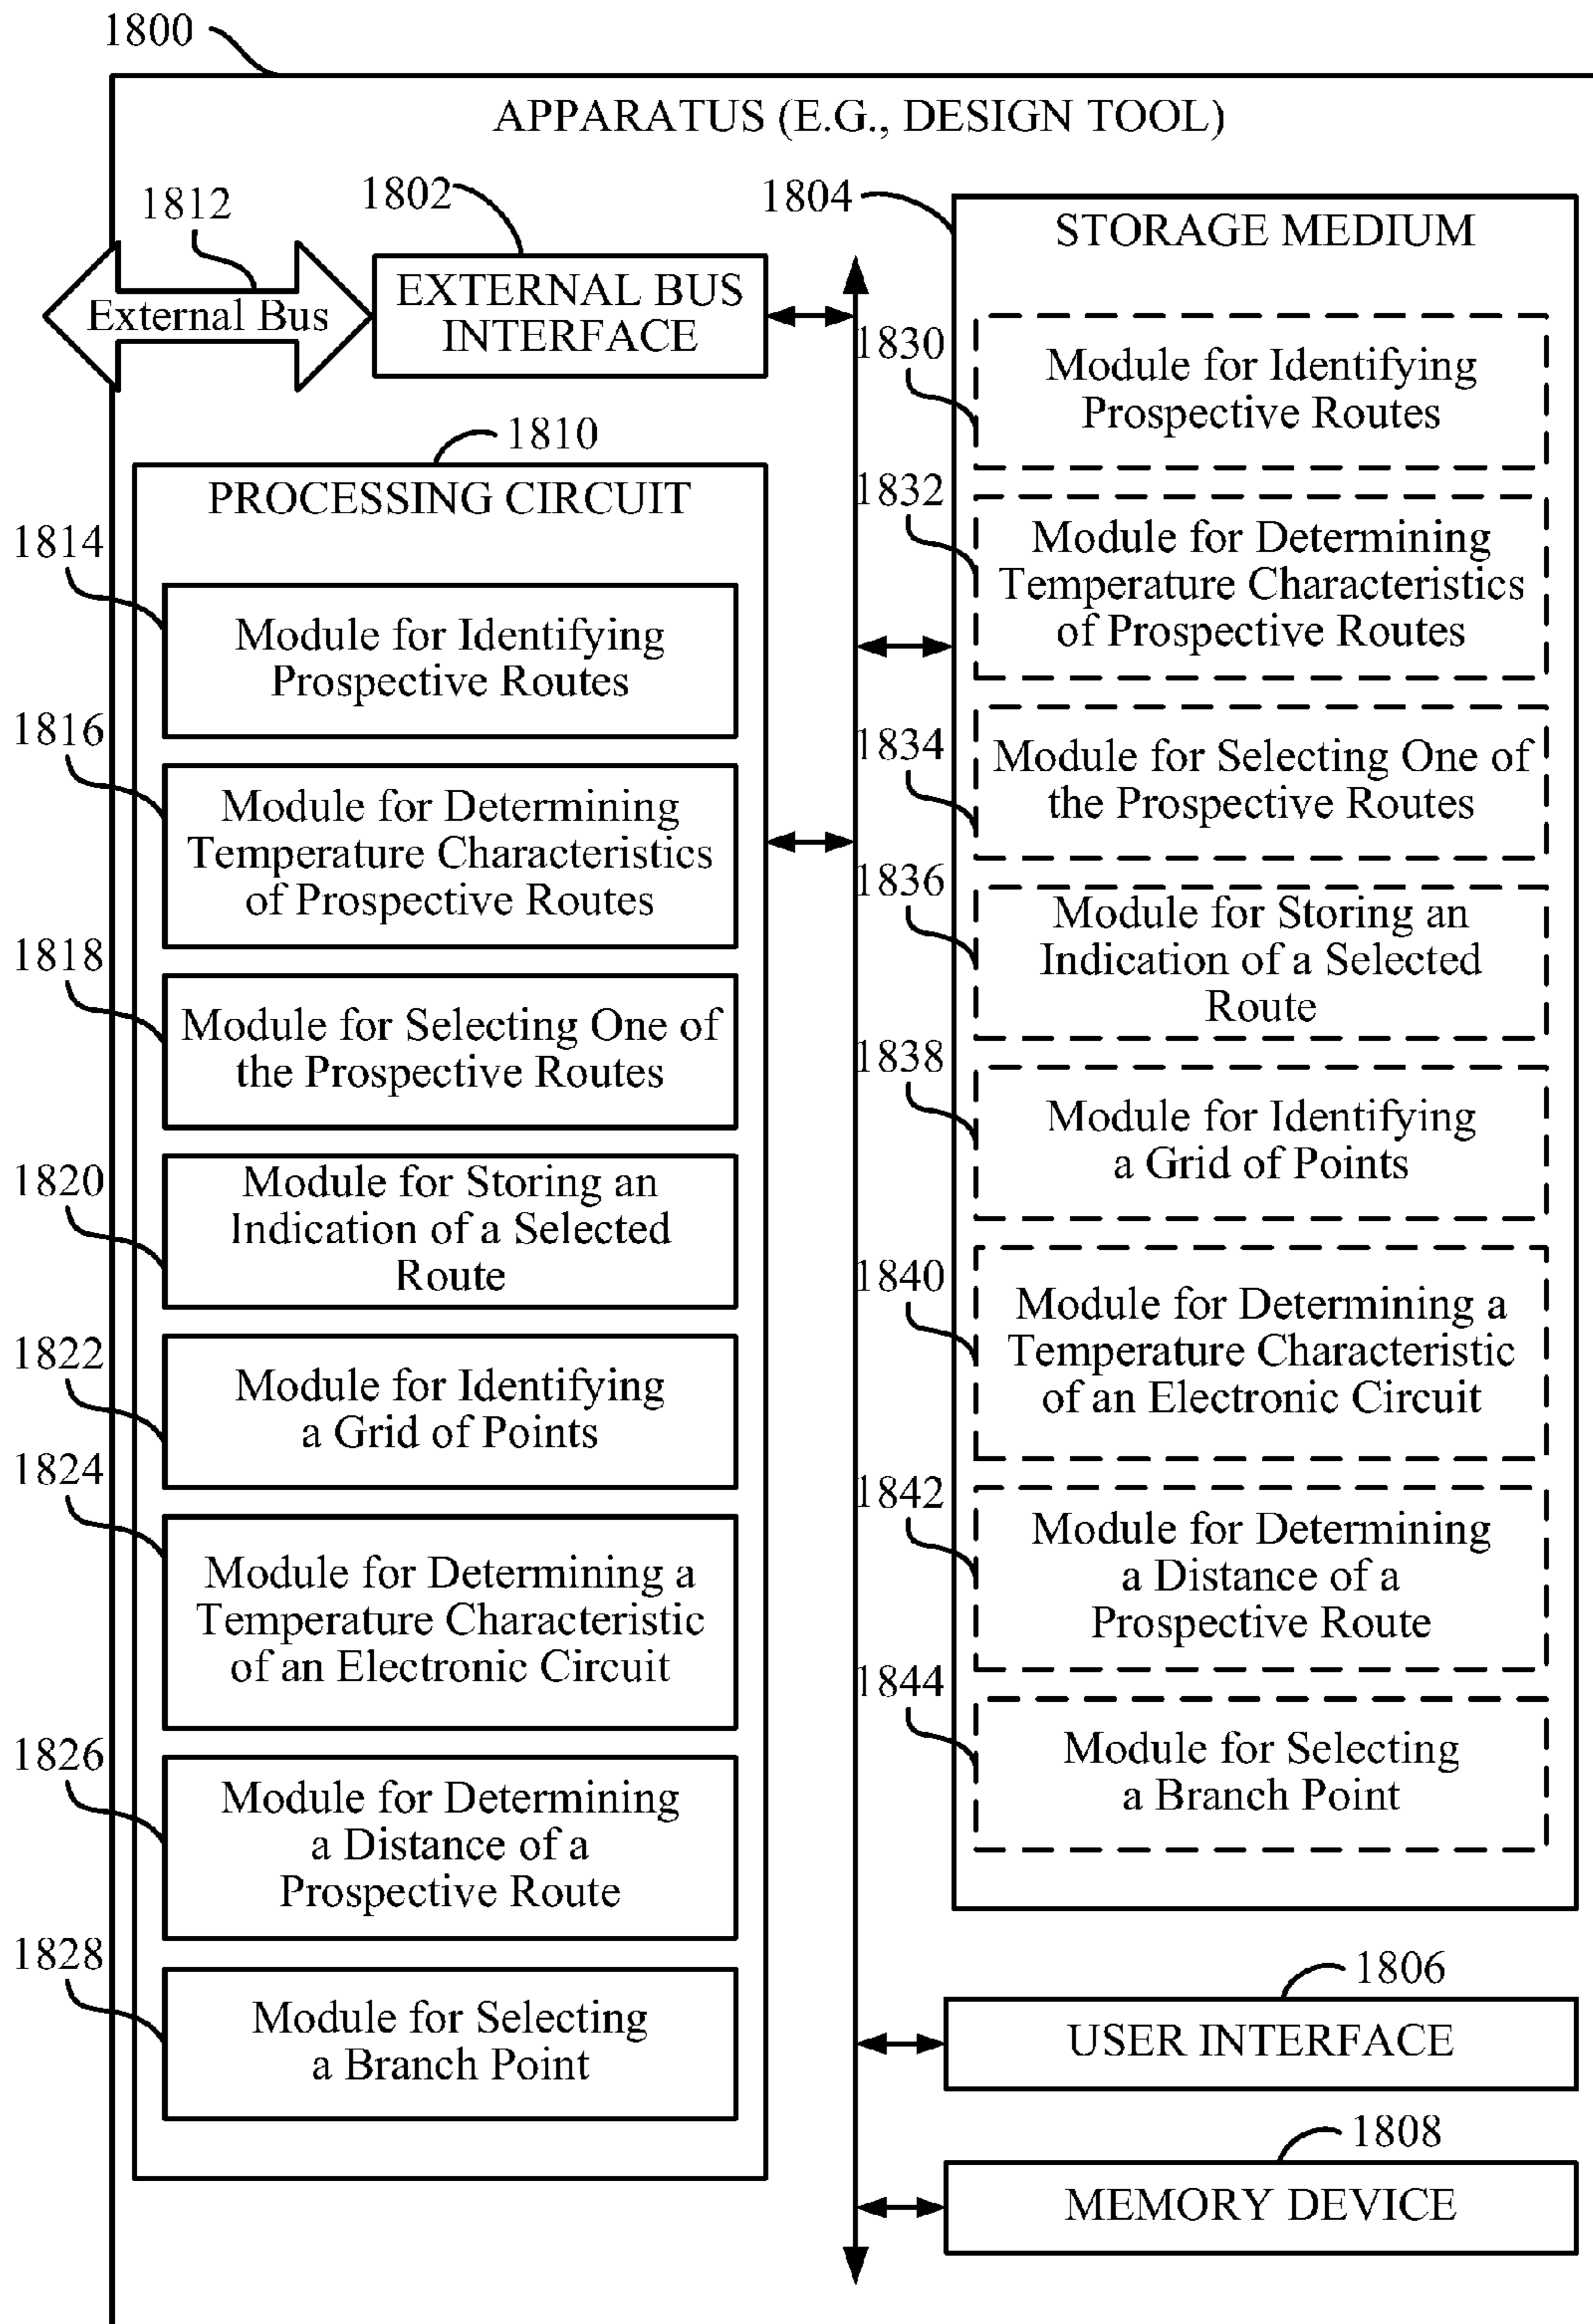 1800
APPARATUS (E.G., DESIGN TOOL)
1812
External Bus
1802
EXTERNAL BUS
INTERFACE
1810
PROCESSING CIRCUIT
1814
Module for Identifying
Prospective Routes
1816
Module for Determining
Temperature Characteristics
of Prospective Routes
1818
Module for Selecting One of
the Prospective Routes
1820
Module for Storing an
Indication of a Selected
Route
1822
Module for Identifying
a Grid of Points
1824
Module for Determining a
Temperature Characteristic
of an Electronic Circuit
1826
Module for Determining
a Distance of a
Prospective Route
1828
Module for Selecting
a Branch Point
1804
STORAGE MEDIUM
1830
Module for Identifying
Prospective Routes
1832
Module for Determining
Temperature Characteristics
of Prospective Routes
1834
Module for Selecting One of
the Prospective Routes
1836
Module for Storing an
Indication of a Selected
Route
1838
Module for Identifying
a Grid of Points
1840
Module for Determining a
Temperature Characteristic
of an Electronic Circuit
1842
Module for Determining
a Distance of a
Prospective Route
1844
Module for Selecting
a Branch Point
1806
USER INTERFACE
1808
MEMORY DEVICE